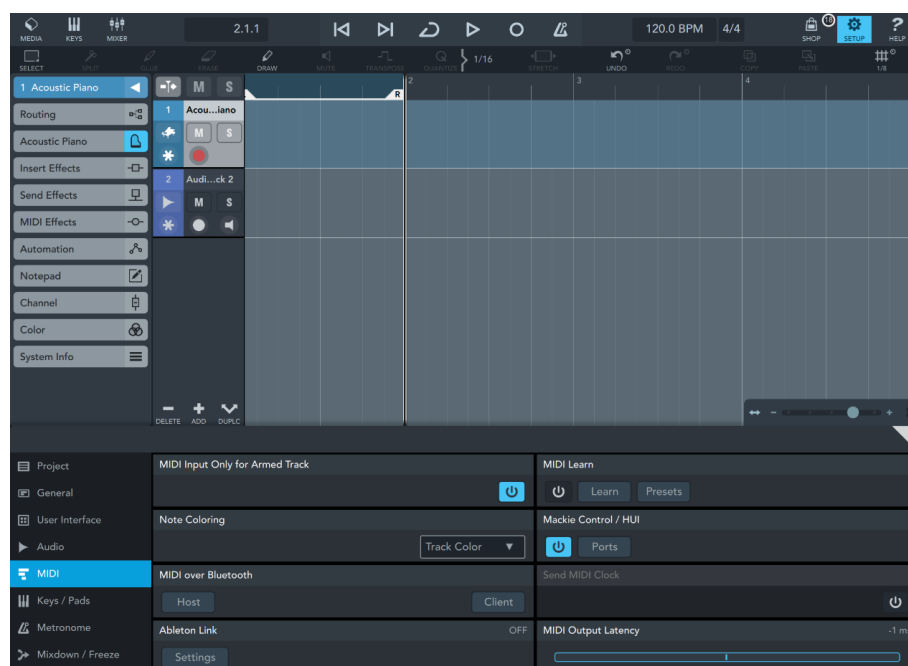 2.1.1
120.0 BPM
4/4
16
MEDIA
KEYS
MIXER
SHOP
SETUP
?
HELP
SELECT
SPLIT
GLUE
ERASE
DRAW
MUTE
TRANSPOSE
QUANTIZE
1/16
STRETCH
UNDO
REDO
COPY
PASTE
1/8
1 Acoustic Piano
M
S
R
2
3
4
Routing
1
Acou...iano
Acoustic Piano
M
S
Insert Effects
2
Audi...ck 2
Send Effects
M
S
MIDI Effects
Automation
Notepad
Channel
Color
System Info
DELETE
ADD
DUPLC
Project
MIDI Input Only for Armed Track
MIDI Learn
General
Learn
Presets
User Interface
Note Coloring
Mackie Control / HUI
Audio
Track Color
Ports
MIDI
MIDI over Bluetooth
Send MIDI Clock
Keys / Pads
Host
Client
Metronome
Ableton Link
OFF
MIDI Output Latency
-1 m
Mixdown / Freeze
Settings